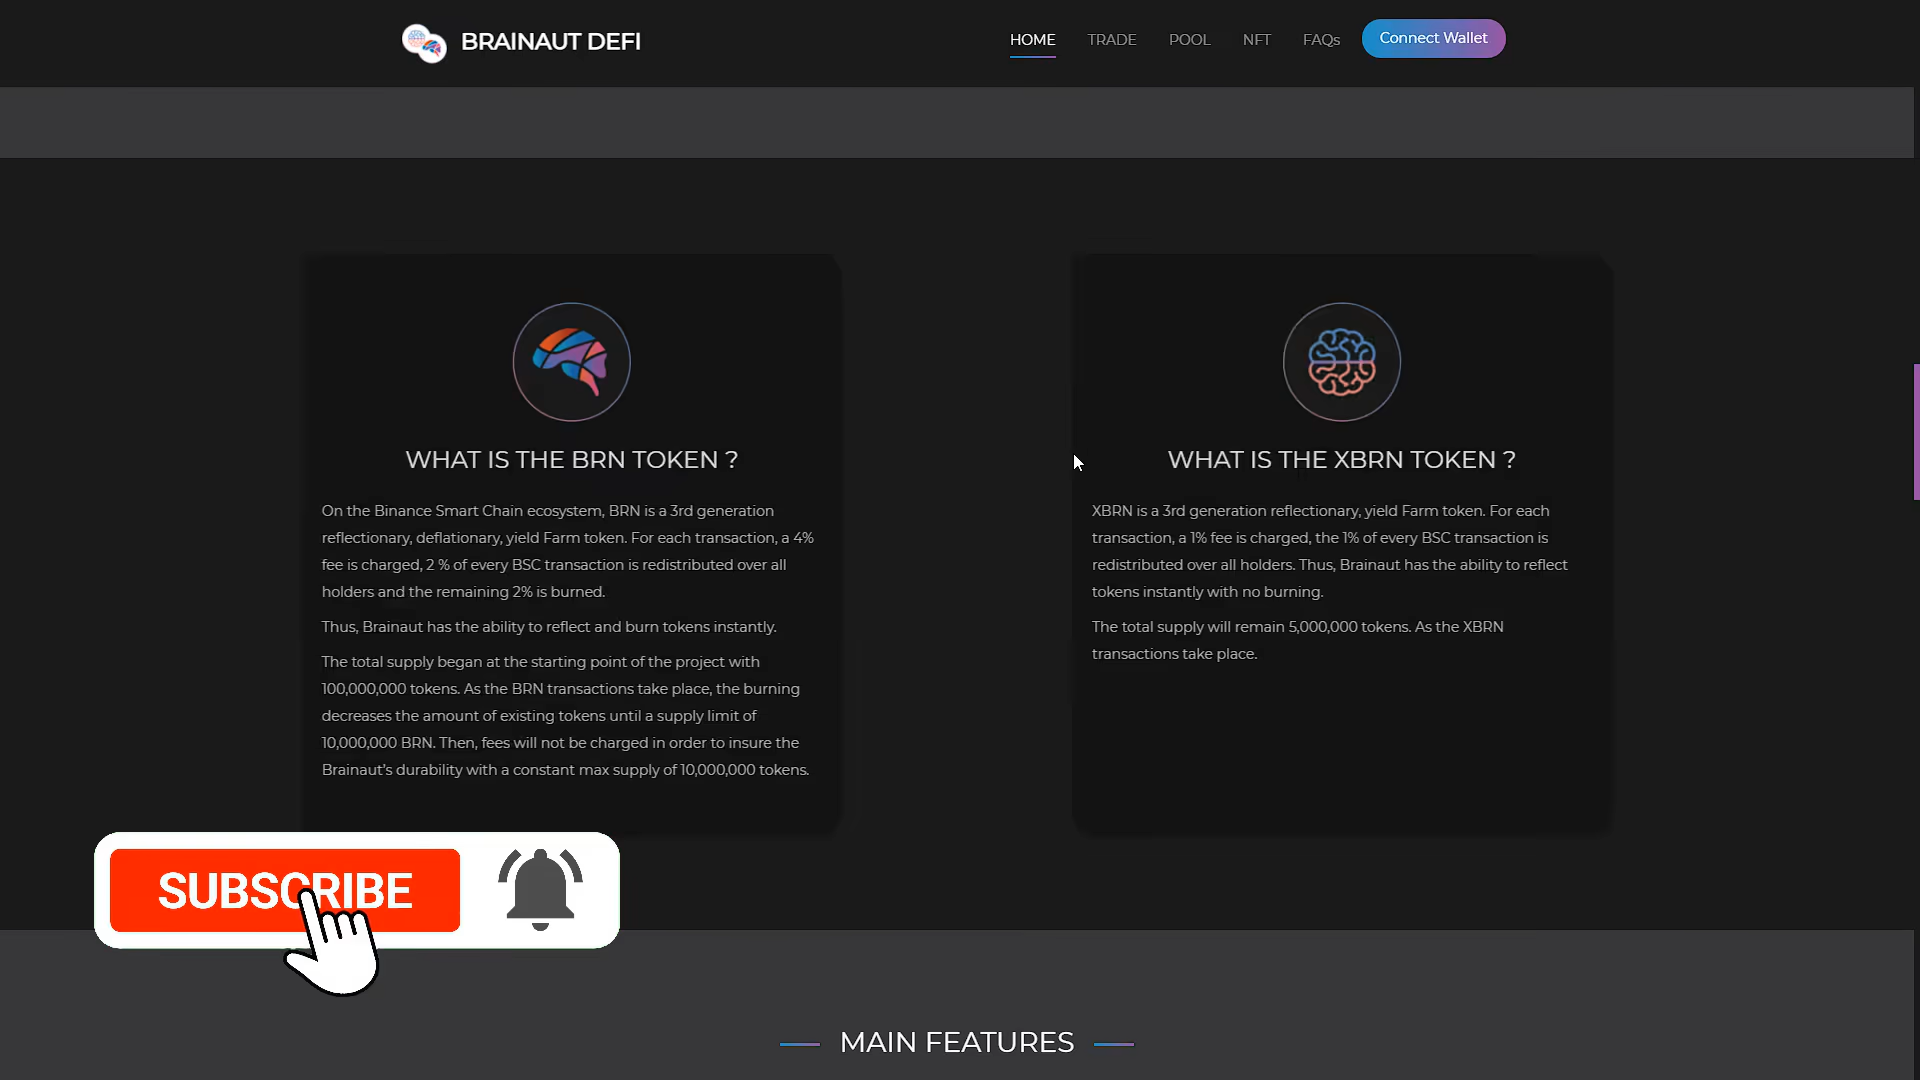 BRAINAUT DEFI
HOME TRADE POOL NFT FAQs Connect Wallet
WHAT IS THE BRN TOKEN ?
On the Binance Smart Chain ecosystem, BRN is a 3rd generation
reflectionary, deflationary, yield Farm token. For each transaction, a 4%
fee is charged, 2 % of every BSC transaction is redistributed over all
holders and the remaining 2% is burned.
Thus, Brainaut has the ability to reflect and burn tokens instantly.
The total supply began at the starting point of the project with
100,000,000 tokens. As the BRN transactions take place, the burning
decreases the amount of existing tokens until a supply limit of
10,000,000 BRN. Then, fees will not be charged in order to insure the
Brainaut's durability with a constant max supply of 10,000,000 tokens.
WHAT IS THE XBRN TOKEN ?
XBRN is a 3rd generation reflectionary, yield Farm token. For each
transaction, a 1% fee is charged, the 1% of every BSC transaction is
redistributed over all holders. Thus, Brainaut has the ability to reflect
tokens instantly with no burning.
The total supply will remain 5,000,000 tokens. As the XBRN
transactions take place.
SUBSCRIBE
MAIN FEATURES